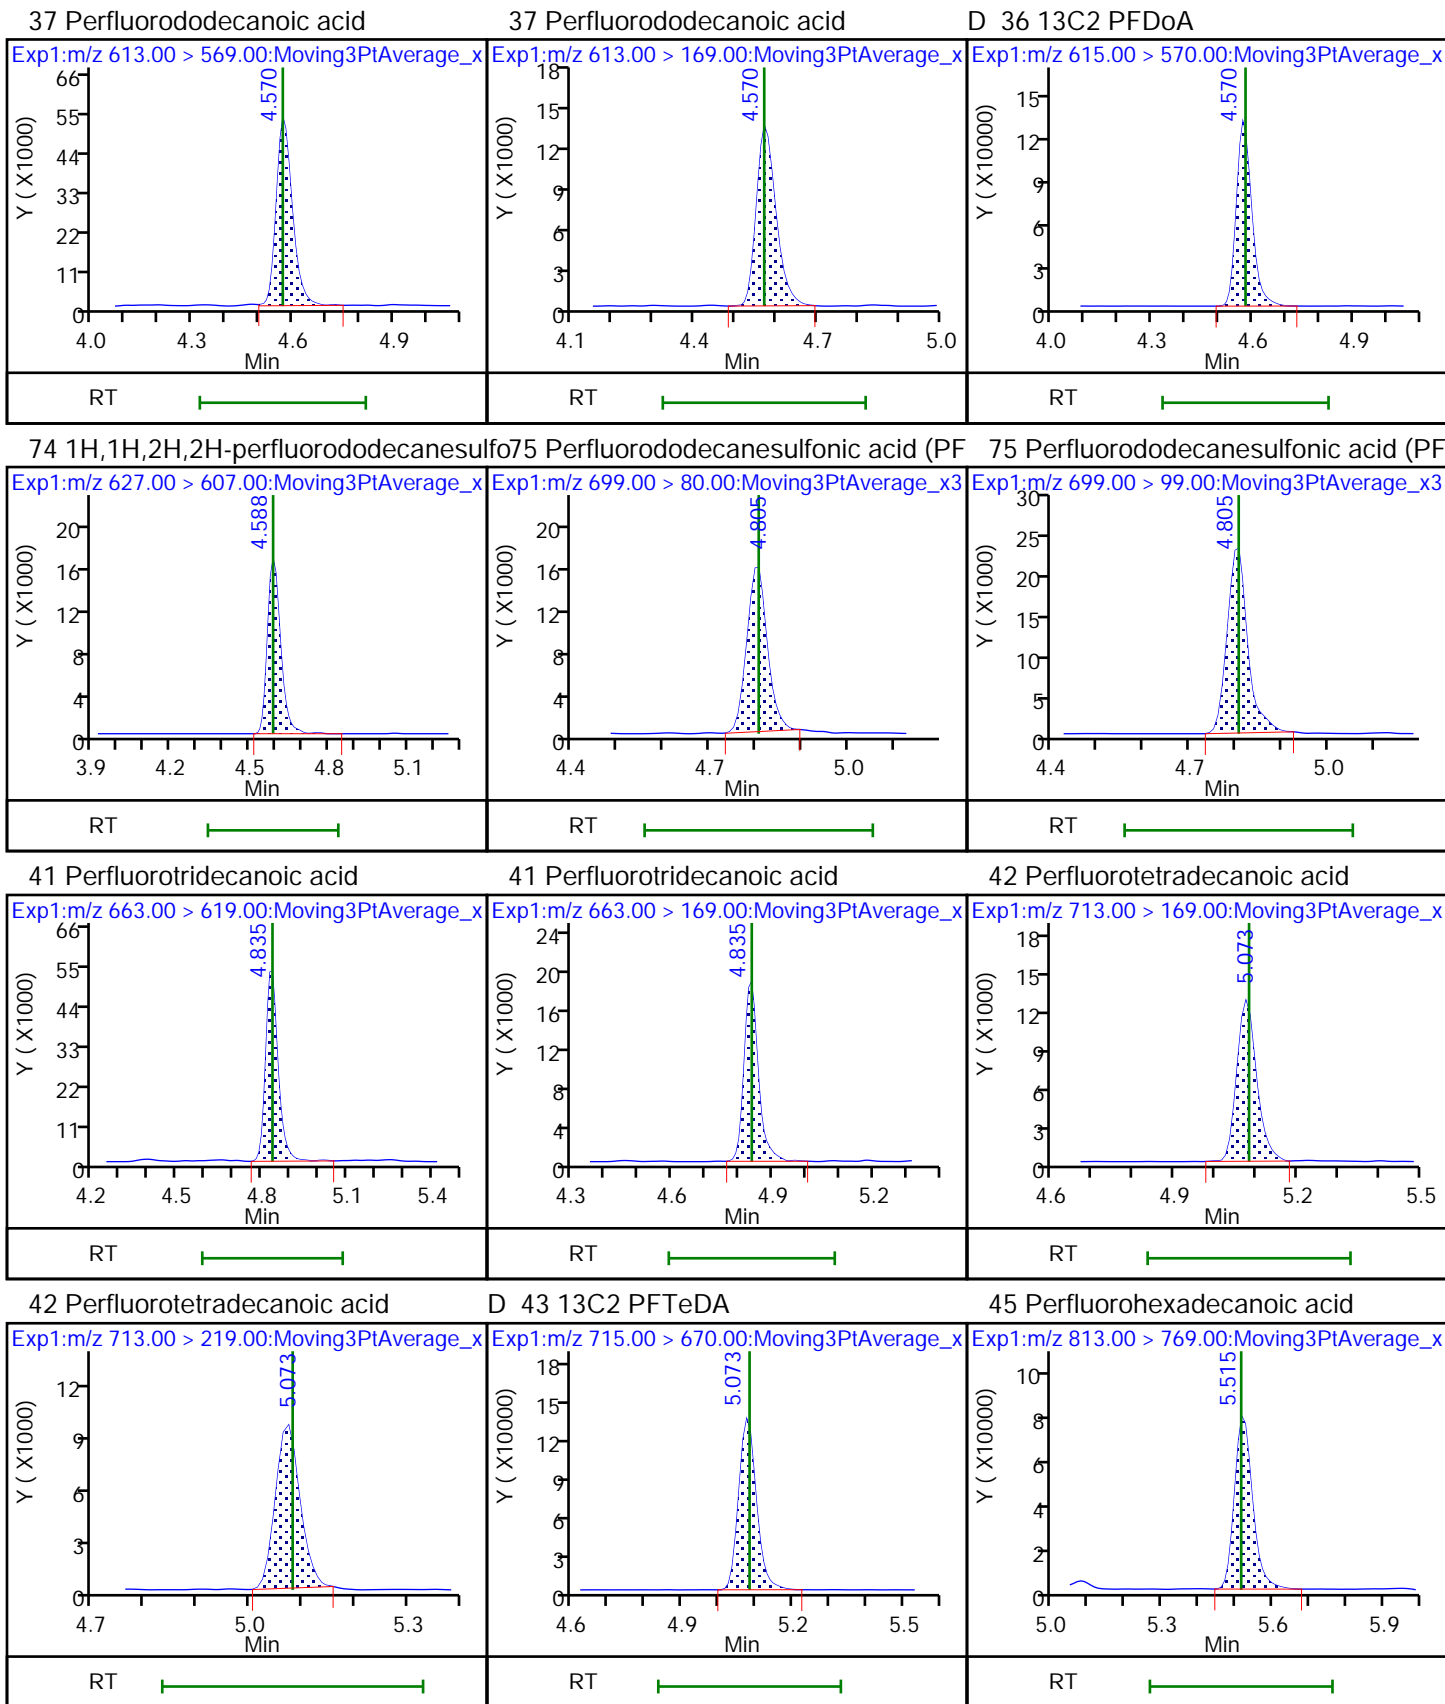 37 Perfluorododecanoic acid
Exp1:m/z 613.00 > 569.00:Moving3PtAverage_x
Y ( X1000)
66
55
44
33
22
11
0
4.570
4.0 4.3 4.6 4.9
Min
RT
37 Perfluorododecanoic acid
Exp1:m/z 613.00 > 169.00:Moving3PtAverage_x
Y ( X1000)
18
15
12
9
6
3
0
4.570
4.1 4.4 4.7 5.0
Min
RT
D 36 13C2 PFDoA
Exp1:m/z 615.00 > 570.00:Moving3PtAverage_x
Y ( X10000)
15
12
9
6
3
0
4.570
4.0 4.3 4.6 4.9
Min
RT
74 1H,1H,2H,2H-perfluorododecanesulfo
Exp1:m/z 627.00 > 607.00:Moving3PtAverage_x
Y ( X1000)
20
16
12
8
4
0
4.588
3.9 4.2 4.5 4.8 5.1
Min
RT
75 Perfluorododecanesulfonic acid (PF
Exp1:m/z 699.00 > 80.00:Moving3PtAverage_x3
Y ( X1000)
20
16
12
8
4
0
4.805
4.4 4.7 5.0
Min
RT
75 Perfluorododecanesulfonic acid (PF
Exp1:m/z 699.00 > 99.00:Moving3PtAverage_x3
Y ( X1000)
30
25
20
15
10
5
0
4.805
4.4 4.7 5.0
Min
RT
41 Perfluorotridecanoic acid
Exp1:m/z 663.00 > 619.00:Moving3PtAverage_x
Y ( X1000)
66
55
44
33
22
11
0
4.835
4.2 4.5 4.8 5.1 5.4
Min
RT
41 Perfluorotridecanoic acid
Exp1:m/z 663.00 > 169.00:Moving3PtAverage_x
Y ( X1000)
24
20
16
12
8
4
0
4.835
4.3 4.6 4.9 5.2
Min
RT
42 Perfluorotetradecanoic acid
Exp1:m/z 713.00 > 169.00:Moving3PtAverage_x
Y ( X1000)
18
15
12
9
6
3
0
5.073
4.6 4.9 5.2 5.5
Min
RT
42 Perfluorotetradecanoic acid
Exp1:m/z 713.00 > 219.00:Moving3PtAverage_x
Y ( X1000)
12
9
6
3
0
5.073
4.7 5.0 5.3
Min
RT
D 43 13C2 PFTeDA
Exp1:m/z 715.00 > 670.00:Moving3PtAverage_x
Y ( X10000)
18
15
12
9
6
3
0
5.073
4.6 4.9 5.2 5.5
Min
RT
45 Perfluorohexadecanoic acid
Exp1:m/z 813.00 > 769.00:Moving3PtAverage_x
Y ( X10000)
10
8
6
4
2
0
5.515
5.0 5.3 5.6 5.9
Min
RT